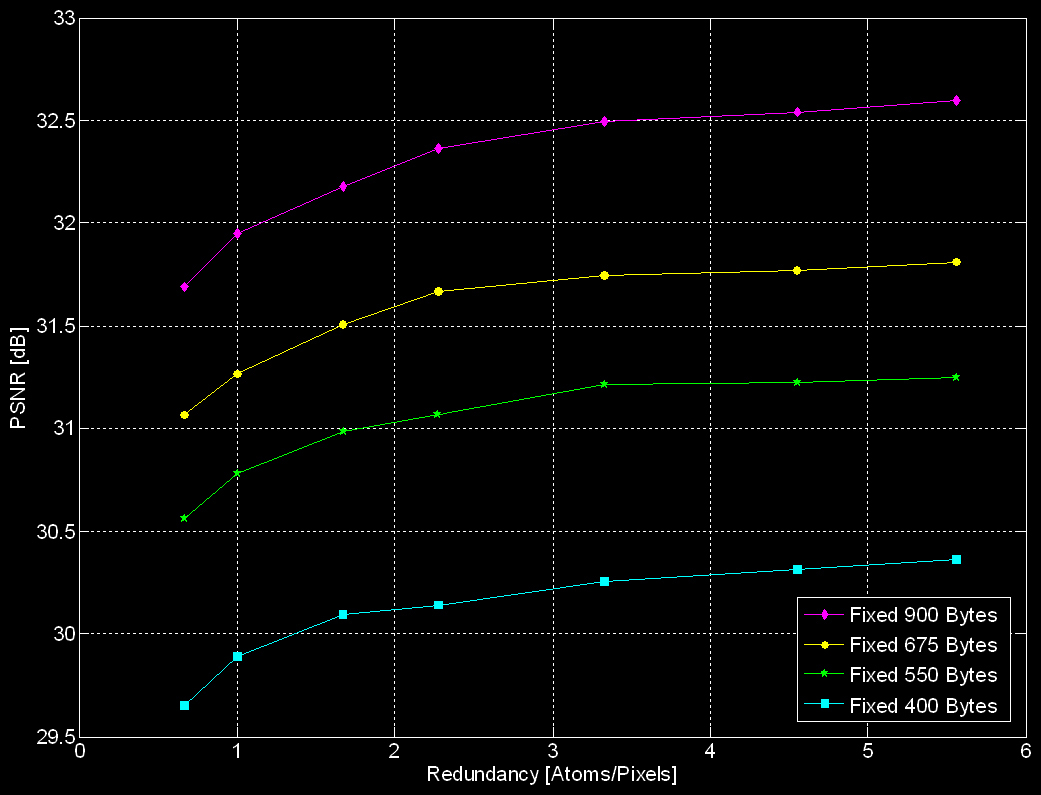 33
32.5
32
31.5
31
30.5
30
29.5
PSNR [dB]
0 1 2 3 4 5 6
Redundancy [Atoms/Pixels]
Fixed 900 Bytes
Fixed 675 Bytes
Fixed 550 Bytes
Fixed 400 Bytes